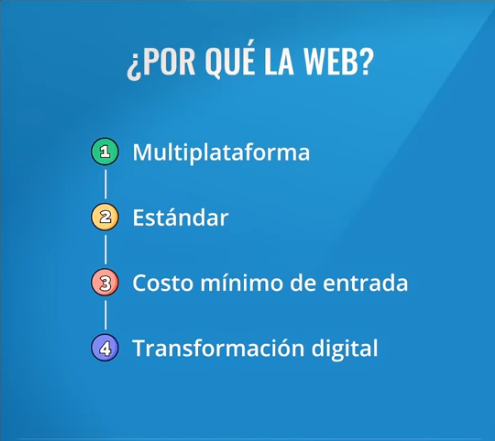 ¿POR QUÉ LA WEB?
1 Multiplataforma
2 Estándar
3 Costo mínimo de entrada
4 Transformación digital